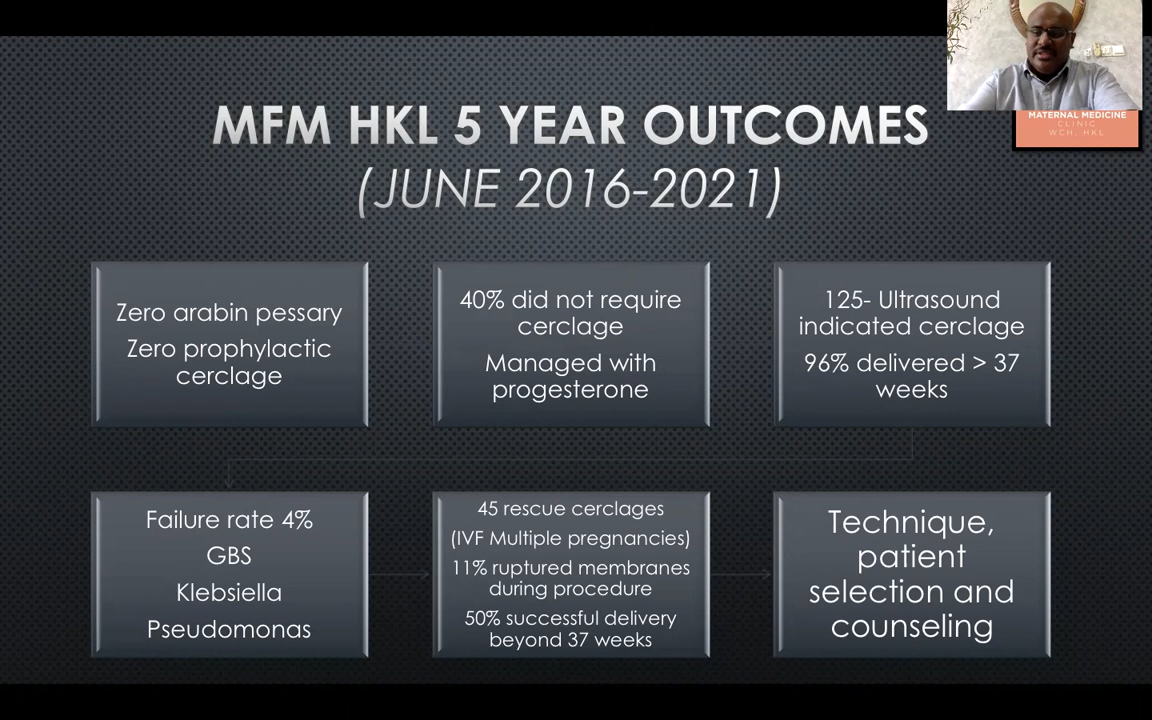 MATERNAL MEDICINE
CLINIC
WCH, HKL
MFM HKL 5 YEAR OUTCOMES
(JUNE 2016-2021)
Zero arabin pessary
Zero prophylactic
cerclage
40% did not require
cerclage
Managed with
progesterone
125- Ultrasound
indicated cerclage
96% delivered > 37
weeks
Failure rate 4%
GBS
Klebsiella
Pseudomonas
45 rescue cerclages
(IVF Multiple pregnancies)
11% ruptured membranes
during procedure
50% successful delivery
beyond 37 weeks
Technique,
patient
selection and
counseling